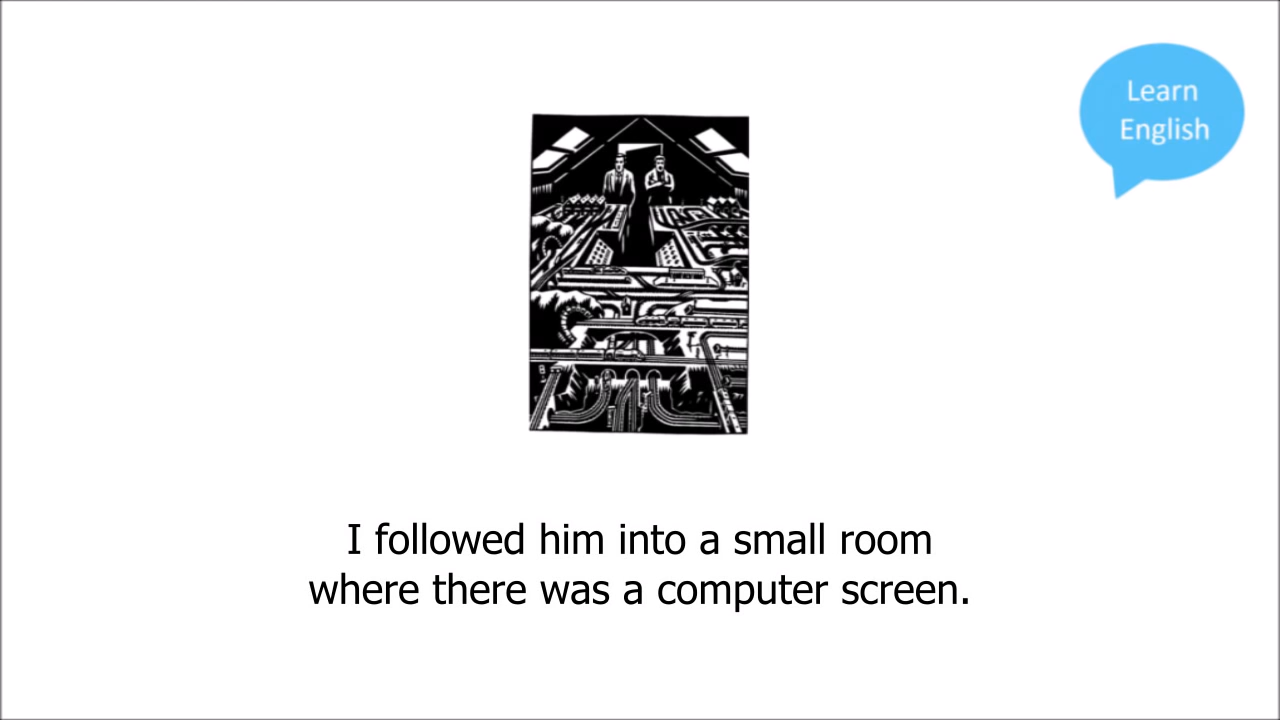 Learn
English
I followed him into a small room
where there was a computer screen.